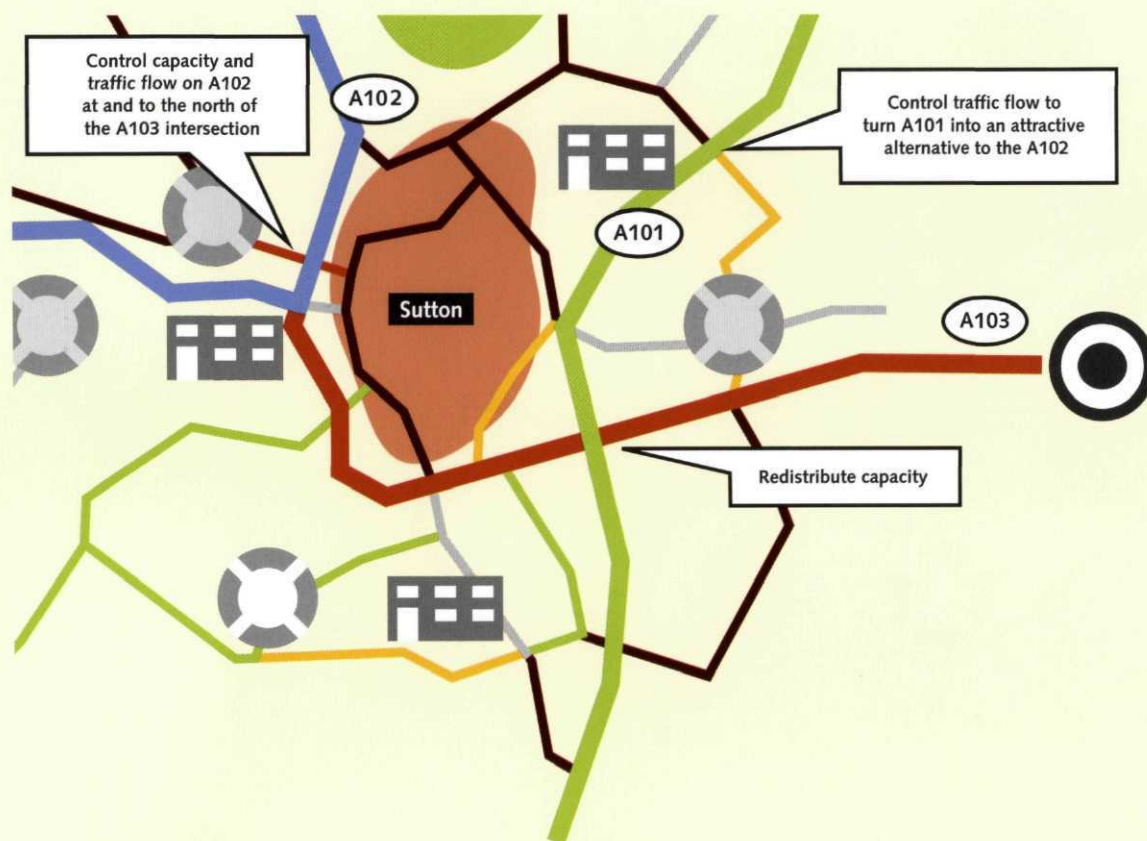 Control capacity and
traffic flow on A102
at and to the north of
the A103 intersection
A102
Control traffic flow to
turn A101 into an attractive
alternative to the A102
A101
Sutton
A103
Redistribute capacity